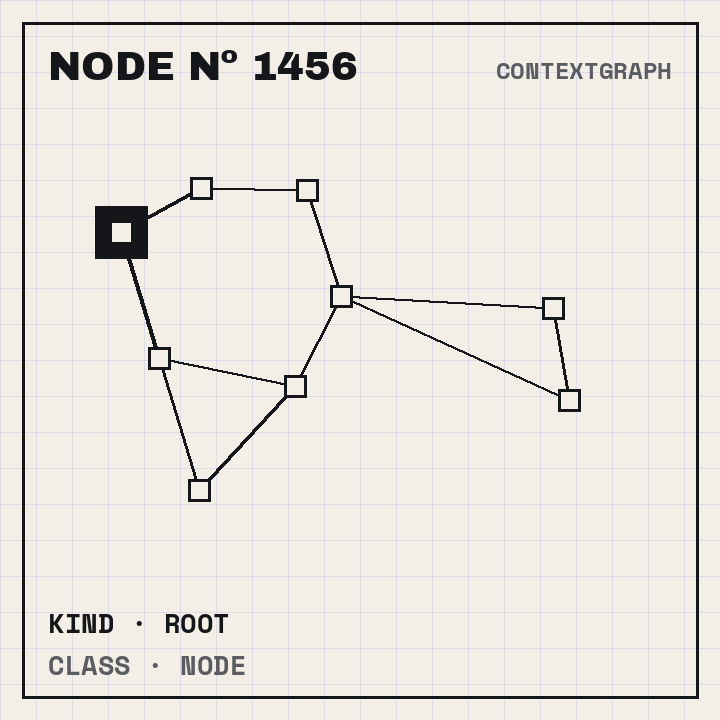 NODE Nº 1456
CONTEXTGRAPH
KIND · ROOT
CLASS · NODE